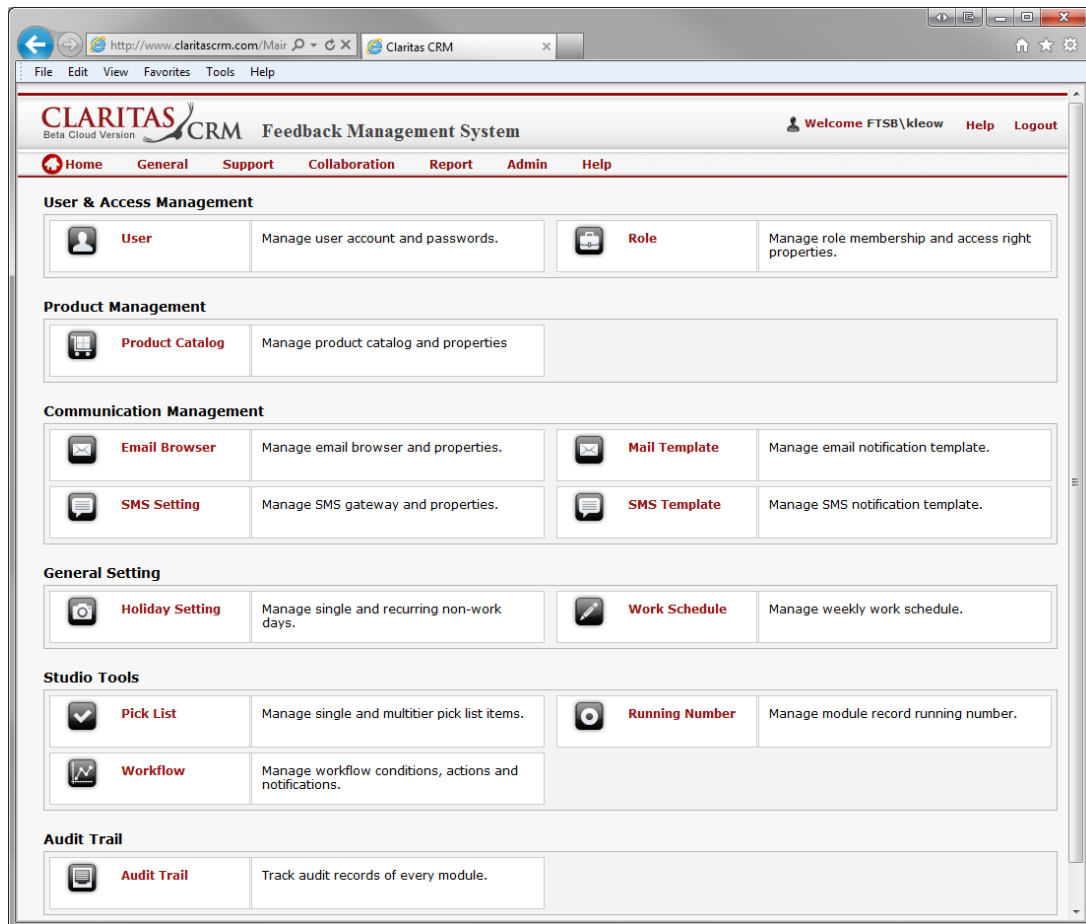 http://www.claritascrm.com/Mair
Claritas CRM
File Edit View Favorites Tools Help
CLARITAS CRM
Beta Cloud Version
Feedback Management System
Welcome FTSB\kleow Help Logout
Home General Support Collaboration Report Admin Help
User & Access Management
User Manage user account and passwords.
Role Manage role membership and access right
properties.
Product Management
Product Catalog Manage product catalog and properties
Communication Management
Email Browser Manage email browser and properties.
Mail Template Manage email notification template.
SMS Setting Manage SMS gateway and properties.
SMS Template Manage SMS notification template.
General Setting
Holiday Setting Manage single and recurring non-work
days.
Work Schedule Manage weekly work schedule.
Studio Tools
Pick List Manage single and multitier pick list items.
Running Number Manage module record running number.
Workflow Manage workflow conditions, actions and
notifications.
Audit Trail
Audit Trail Track audit records of every module.